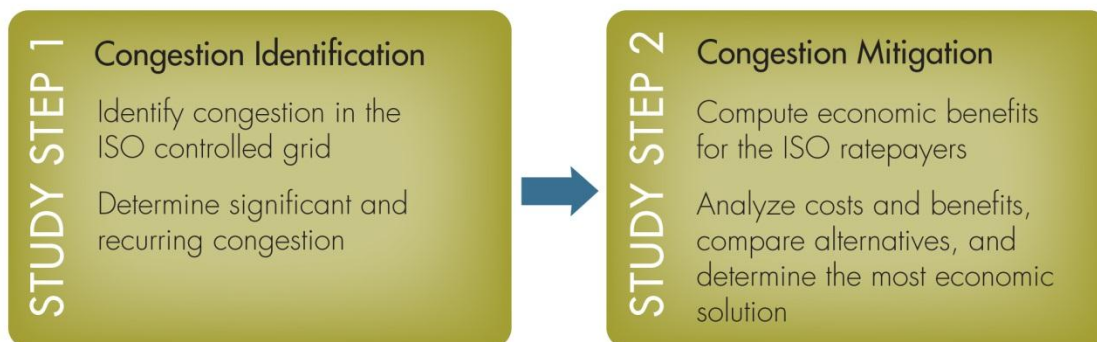 STUDY STEP 1
Congestion Identification
Identify congestion in the
ISO controlled grid
Determine significant and
recurring congestion
STUDY STEP 2
Congestion Mitigation
Compute economic benefits
for the ISO ratepayers
Analyze costs and benefits,
compare alternatives, and
determine the most economic
solution